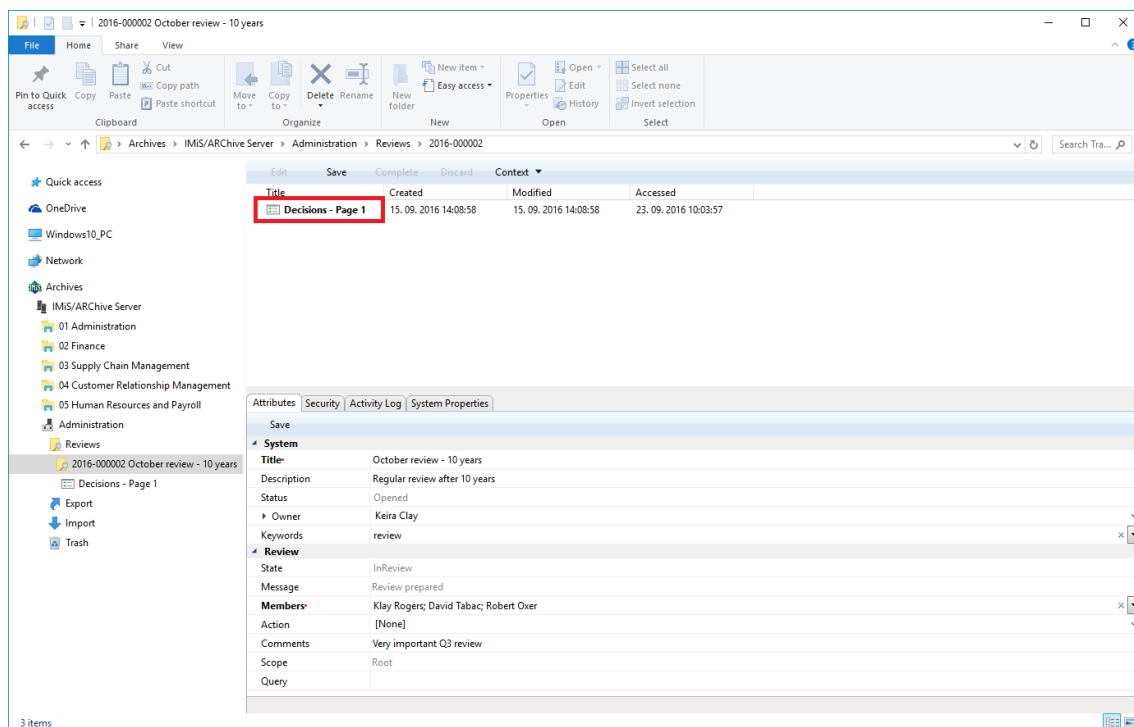 2016-000002 October review - 10 years
File Home Share View
Pin to Quick access
Copy
Paste
Cut
Copy path
Paste shortcut
Clipboard
Move to
Copy to
Delete
Rename
Organize
New folder
New item
Easy access
New
Properties
Open
Edit
History
Open
Select all
Select none
Invert selection
Select
Archives > IMiS/ARChive Server > Administration > Reviews > 2016-000002
Search Tra...
Quick access
OneDrive
Windows10_PC
Network
Archives
IMiS/ARChive Server
01 Administration
02 Finance
03 Supply Chain Management
04 Customer Relationship Management
05 Human Resources and Payroll
Administration
Reviews
2016-000002 October review - 10 years
Decisions - Page 1
Export
Import
Trash
Edit Save Complete Discard Context
Title Created Modified Accessed
Decisions - Page 1 15. 09. 2016 14:08:58 15. 09. 2016 14:08:58 23. 09. 2016 10:03:57
Attributes Security Activity Log System Properties
Save
System
Title• October review - 10 years
Description Regular review after 10 years
Status Opened
Owner Keira Clay
Keywords review
Review
State InReview
Message Review prepared
Members• Klay Rogers; David Tabac; Robert Oxer
Action [None]
Comments Very important Q3 review
Scope Root
Query
3 items